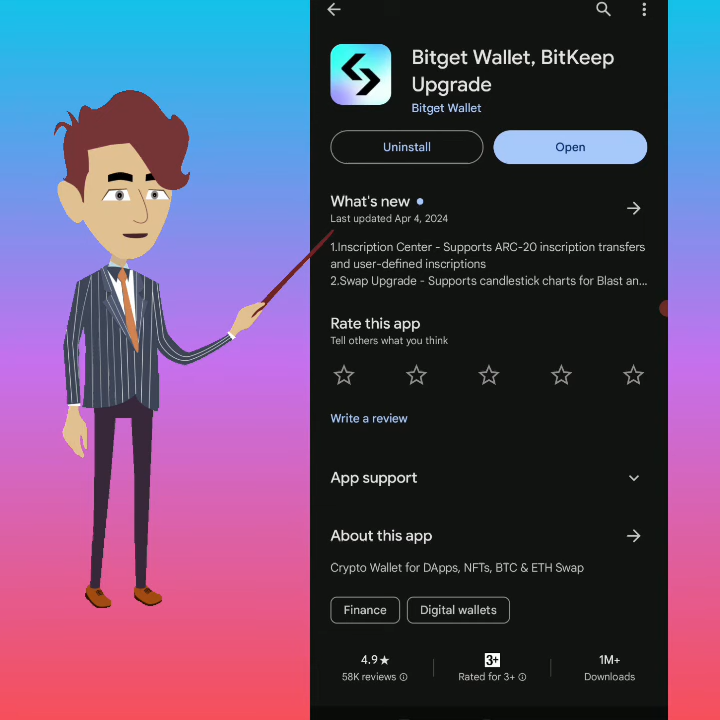 Bitget Wallet, BitKeep
Upgrade
Bitget Wallet
Uninstall
Open
What's new
Last updated Apr 4, 2024
1.Inscription Center - Supports ARC-20 inscription transfers
and user-defined inscriptions
2.Swap Upgrade - Supports candlestick charts for Blast an...
Rate this app
Tell others what you think
Write a review
App support
About this app
Crypto Wallet for DApps, NFTs, BTC & ETH Swap
Finance
Digital wallets
4.9★
58K reviews
3+
Rated for 3+
1M+
Downloads